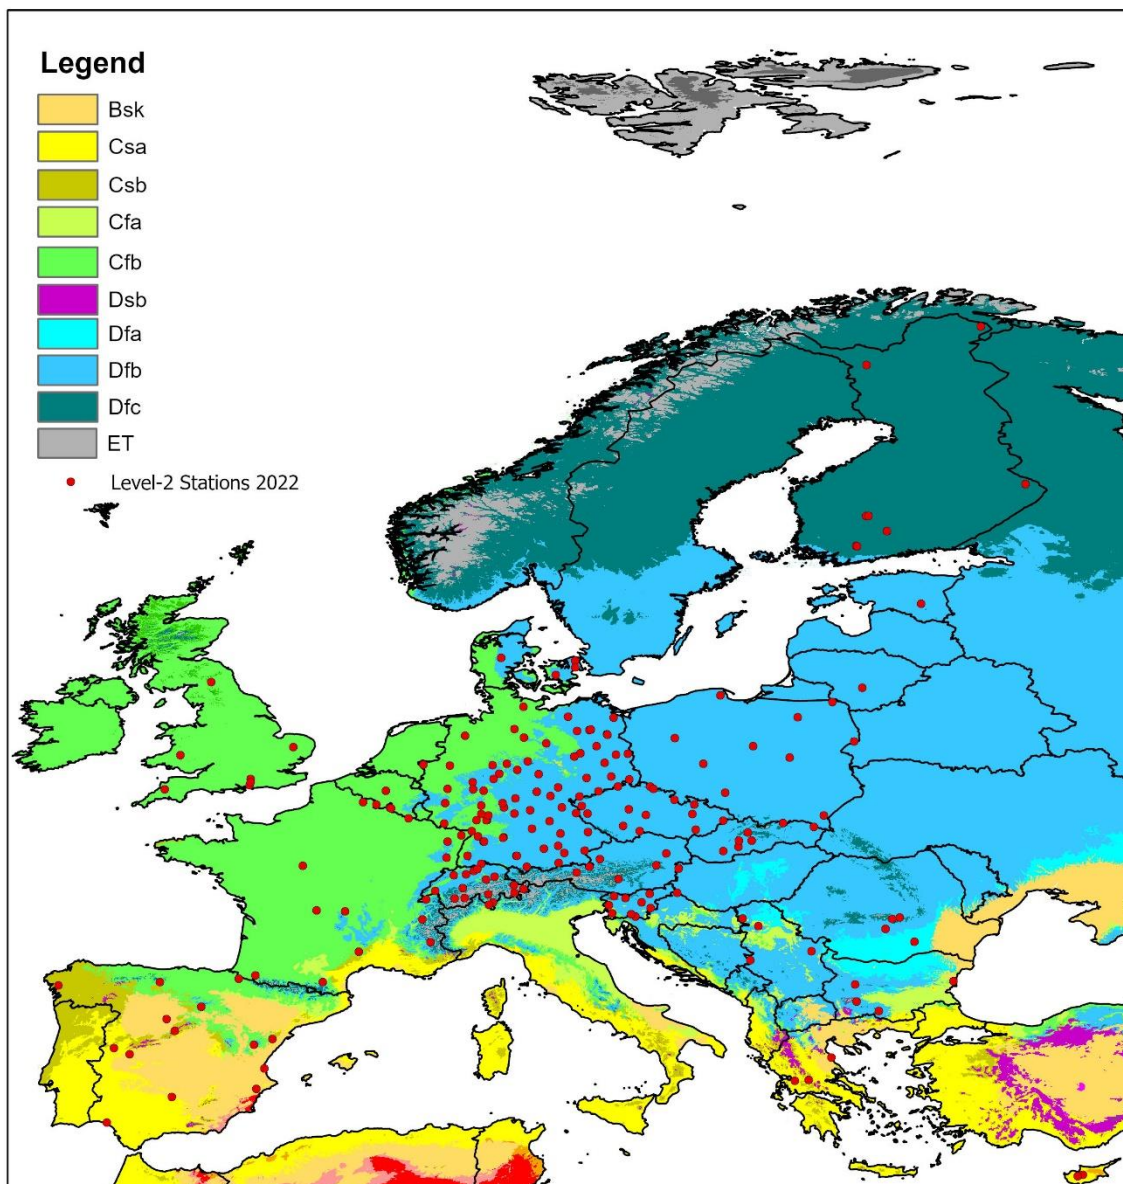 Legend
Bsk
Csa
Csb
Cfa
Cfb
Dsb
Dfa
Dfb
Dfc
ET
Level-2 Stations 2022